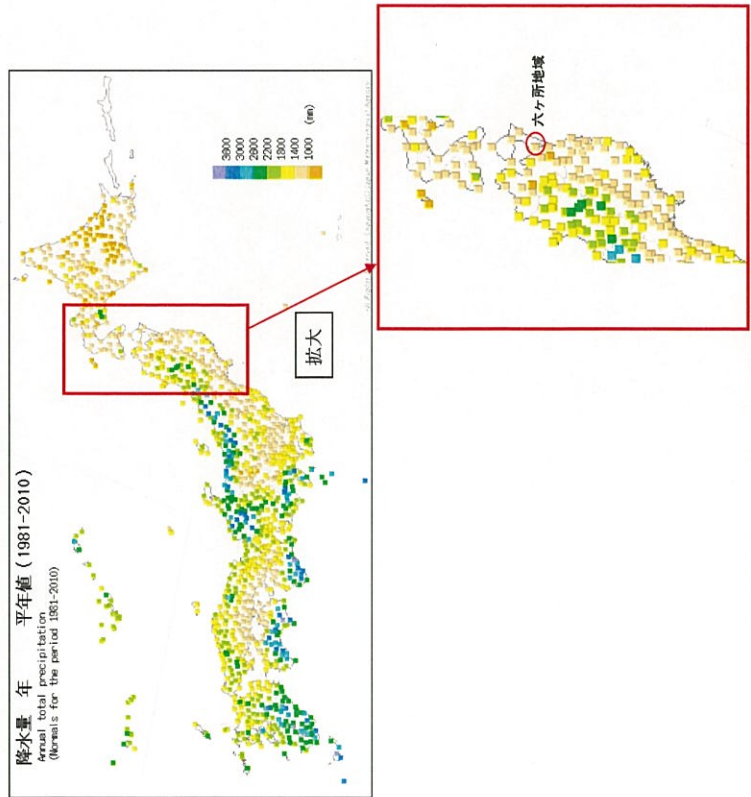 降水量 年 平年値 (1981-2010)
Annual total precipitation
(Normals for the period 1981-2010)
3600
3000
2600
2200
1800
1400
1000
(mm)
拡大
六ヶ所地域